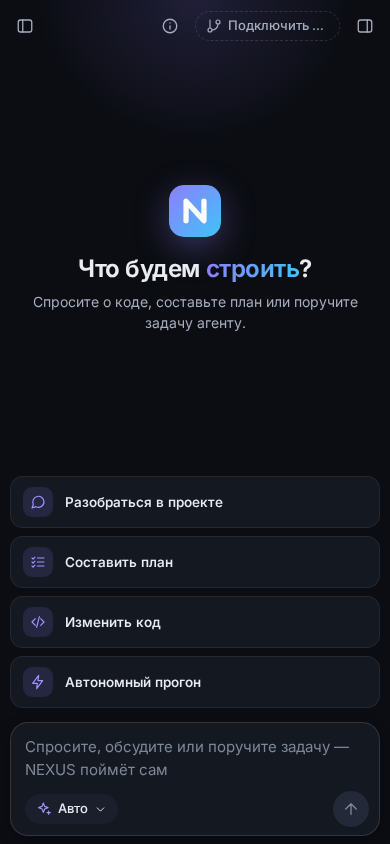 Подключить ...
N
Что будем строить?
Спросите о коде, составьте план или поручите
задачу агенту.
Разобраться в проекте
Составить план
Изменить код
Автономный прогон
Спросите, обсудите или поручите задачу —
NEXUS поймёт сам
Авто